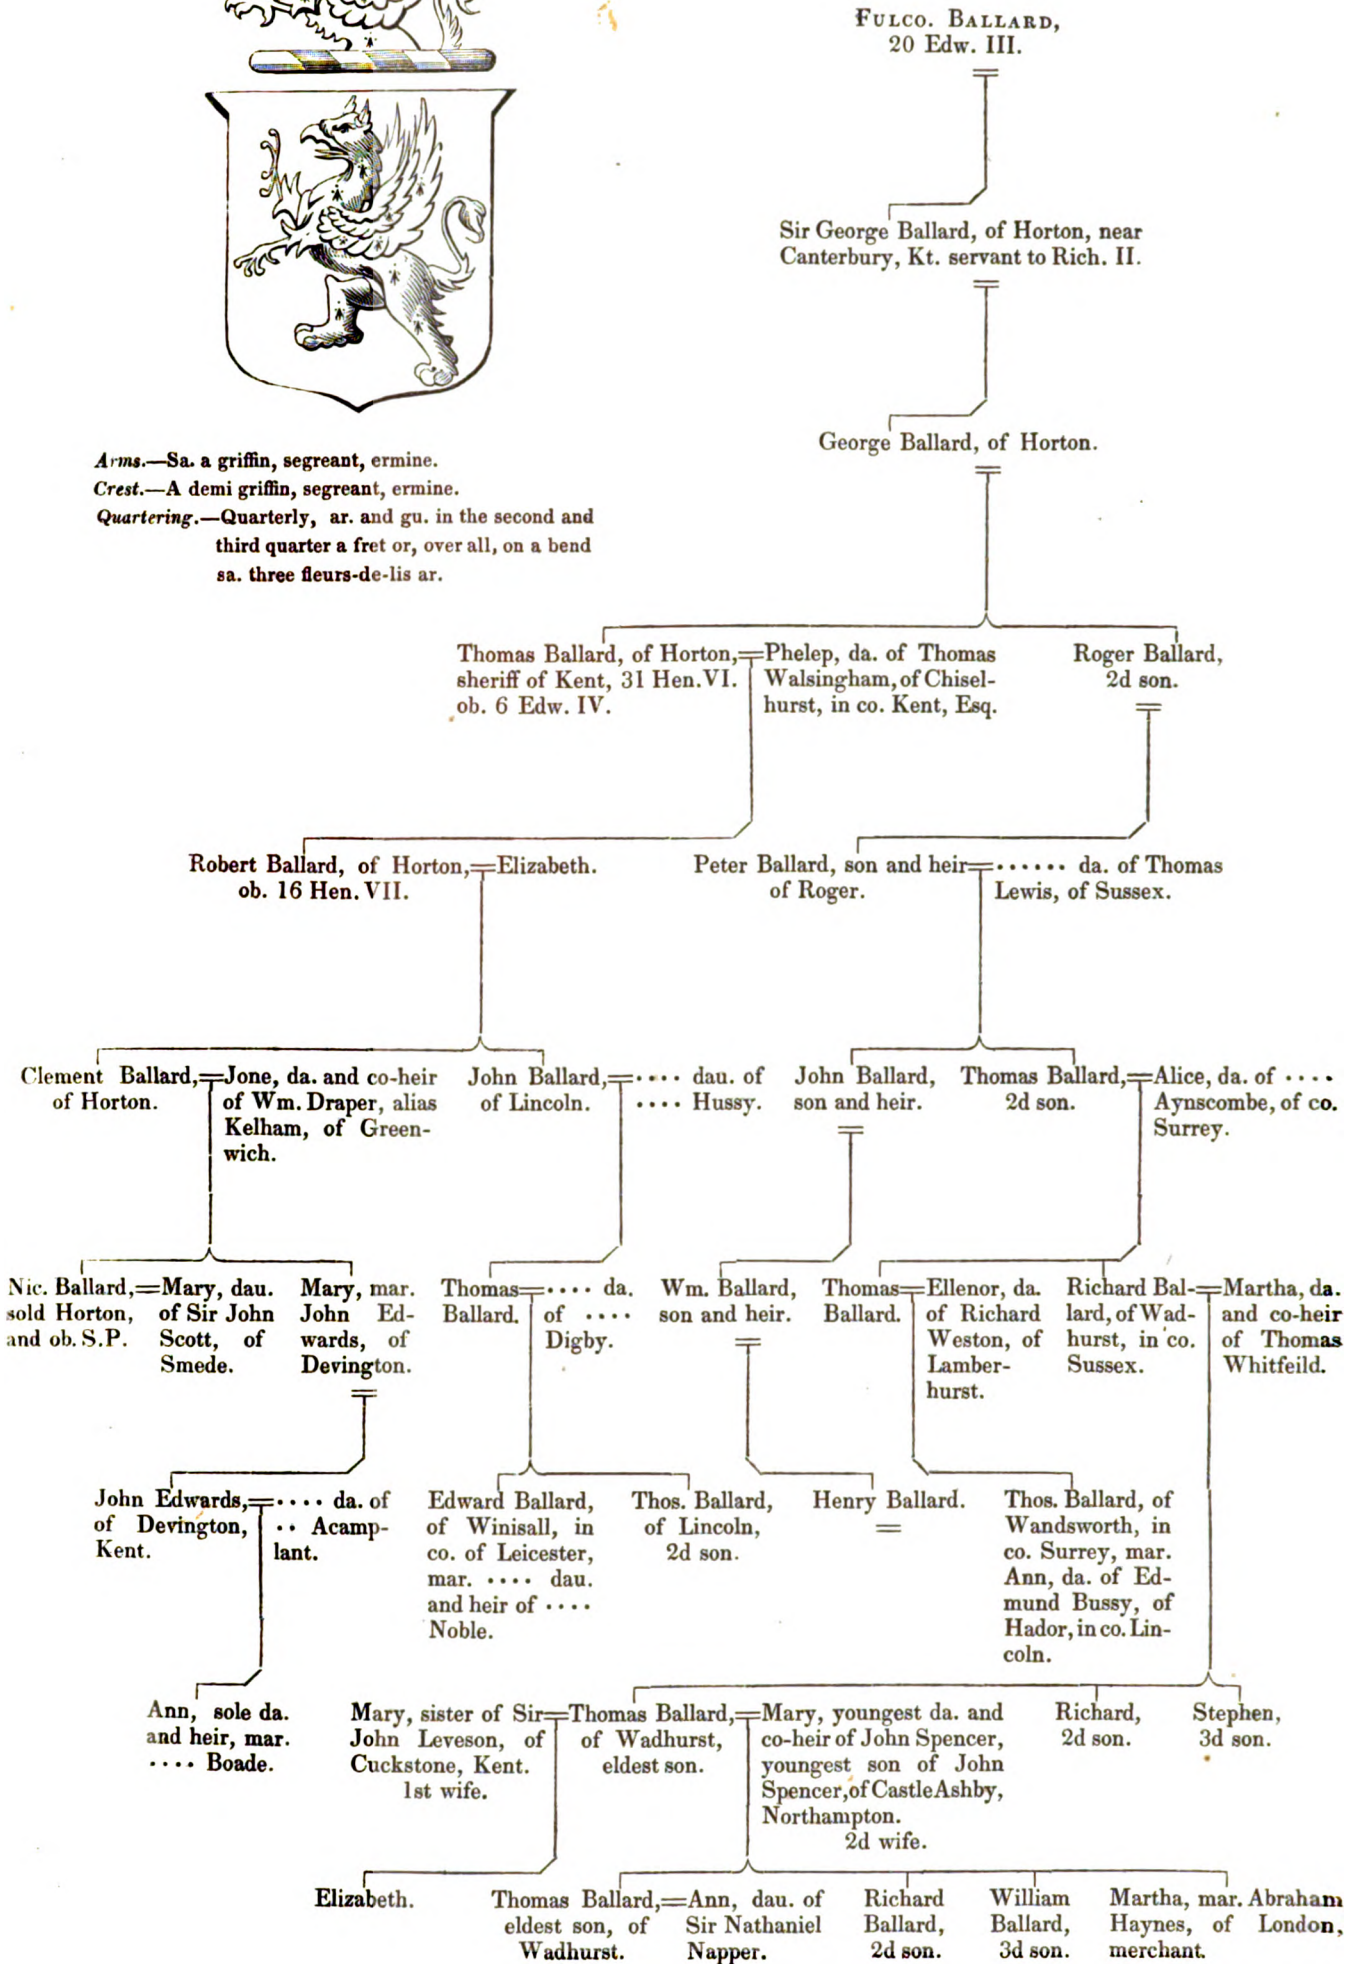 FULCO. BALLARD,
20 Edw. III.
Sir George Ballard, of Horton, near
Canterbury, Kt. servant to Rich. II.
George Ballard, of Horton.
Arms.—Sa. a griffin, segreant, ermine.
Crest.—A demi griffin, segreant, ermine.
Quartering.—Quarterly, ar. and gu. in the second and
third quarter a fret or, over all, on a bend
sa. three fleurs-de-lis ar.
Thomas Ballard, of Horton,
sheriff of Kent, 31 Hen. VI.
ob. 6 Edw. IV.
Phelep, da. of Thomas
Walsingham, of Chisel-
hurst, in co. Kent, Esq.
Roger Ballard,
2d son.
Robert Ballard, of Horton,
ob. 16 Hen. VII.
Elizabeth.
Peter Ballard, son and heir
of Roger.
...... da. of Thomas
Lewis, of Sussex.
Clement Ballard,
of Horton.
Jone, da. and co-heir
of Wm. Draper, alias
Kelham, of Green-
wich.
John Ballard,
of Lincoln.
.... dau. of
.... Hussy.
John Ballard,
son and heir.
Thomas Ballard,
2d son.
Alice, da. of ....
Aynscombe, of co.
Surrey.
Nic. Ballard,
sold Horton,
and ob. S.P.
Mary, dau.
of Sir John
Scott, of
Smede.
Mary, mar.
John Ed-
wards, of
Devington.
Thomas
Ballard.
.... da.
of ....
Digby.
Wm. Ballard,
son and heir.
Thomas
Ballard.
Ellenor, da.
of Richard
Weston, of
Lamber-
hurst.
Richard Bal-
lard, of Wad-
hurst, in co.
Sussex.
Martha, da.
and co-heir
of Thomas
Whitfeild.
John Edwards,
of Devington,
Kent.
.... da. of
.. Acamp-
lant.
Edward Ballard,
of Winisall, in
co. of Leicester,
mar. .... dau.
and heir of ....
Noble.
Thos. Ballard,
of Lincoln,
2d son.
Henry Ballard.
Thos. Ballard, of
Wandsworth, in
co. Surrey, mar.
Ann, da. of Ed-
mund Bussy, of
Hador, in co. Lin-
coln.
Ann, sole da.
and heir, mar.
.... Boade.
Mary, sister of Sir
John Leveson, of
Cuckstone, Kent.
1st wife.
Thomas Ballard,
of Wadhurst,
eldest son.
Mary, youngest da. and
co-heir of John Spencer,
youngest son of John
Spencer, of Castle Ashby,
Northampton.
2d wife.
Richard,
2d son.
Stephen,
3d son.
Elizabeth.
Thomas Ballard,
eldest son, of
Wadhurst.
Ann, dau. of
Sir Nathaniel
Napper.
Richard
Ballard,
2d son.
William
Ballard,
3d son.
Martha, mar. Abraham
Haynes, of London,
merchant.